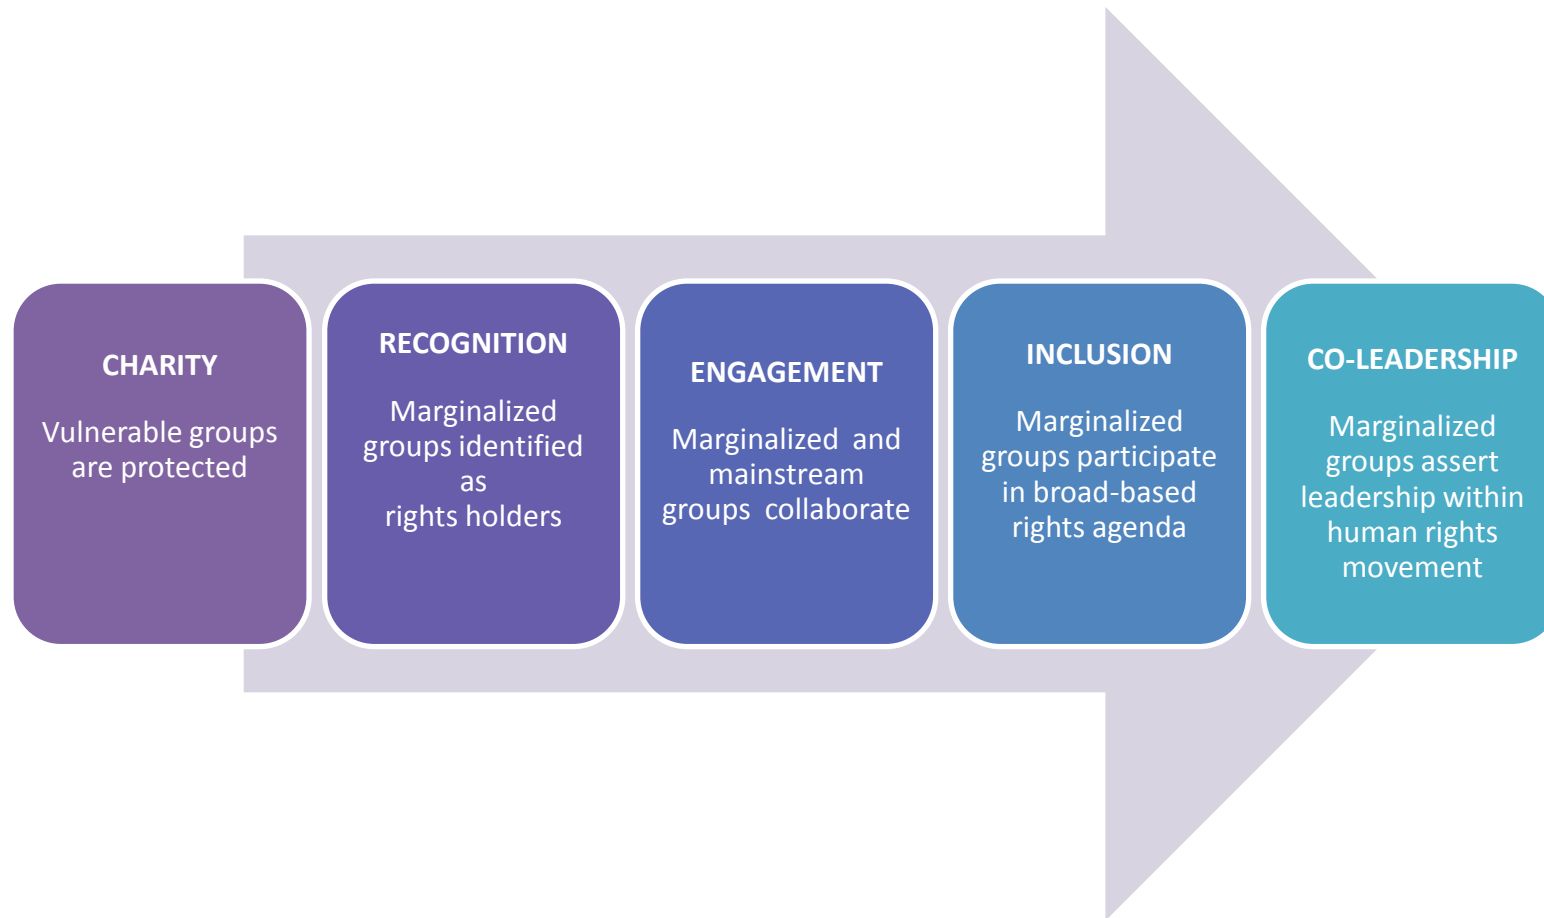 CHARITY
Vulnerable groups
are protected
RECOGNITION
Marginalized
groups identified
as
rights holders
ENGAGEMENT
Marginalized  and
mainstream
groups  collaborate
INCLUSION
Marginalized
groups participate
in broad-based
rights agenda
CO-LEADERSHIP
Marginalized
groups assert
leadership within
human rights
movement